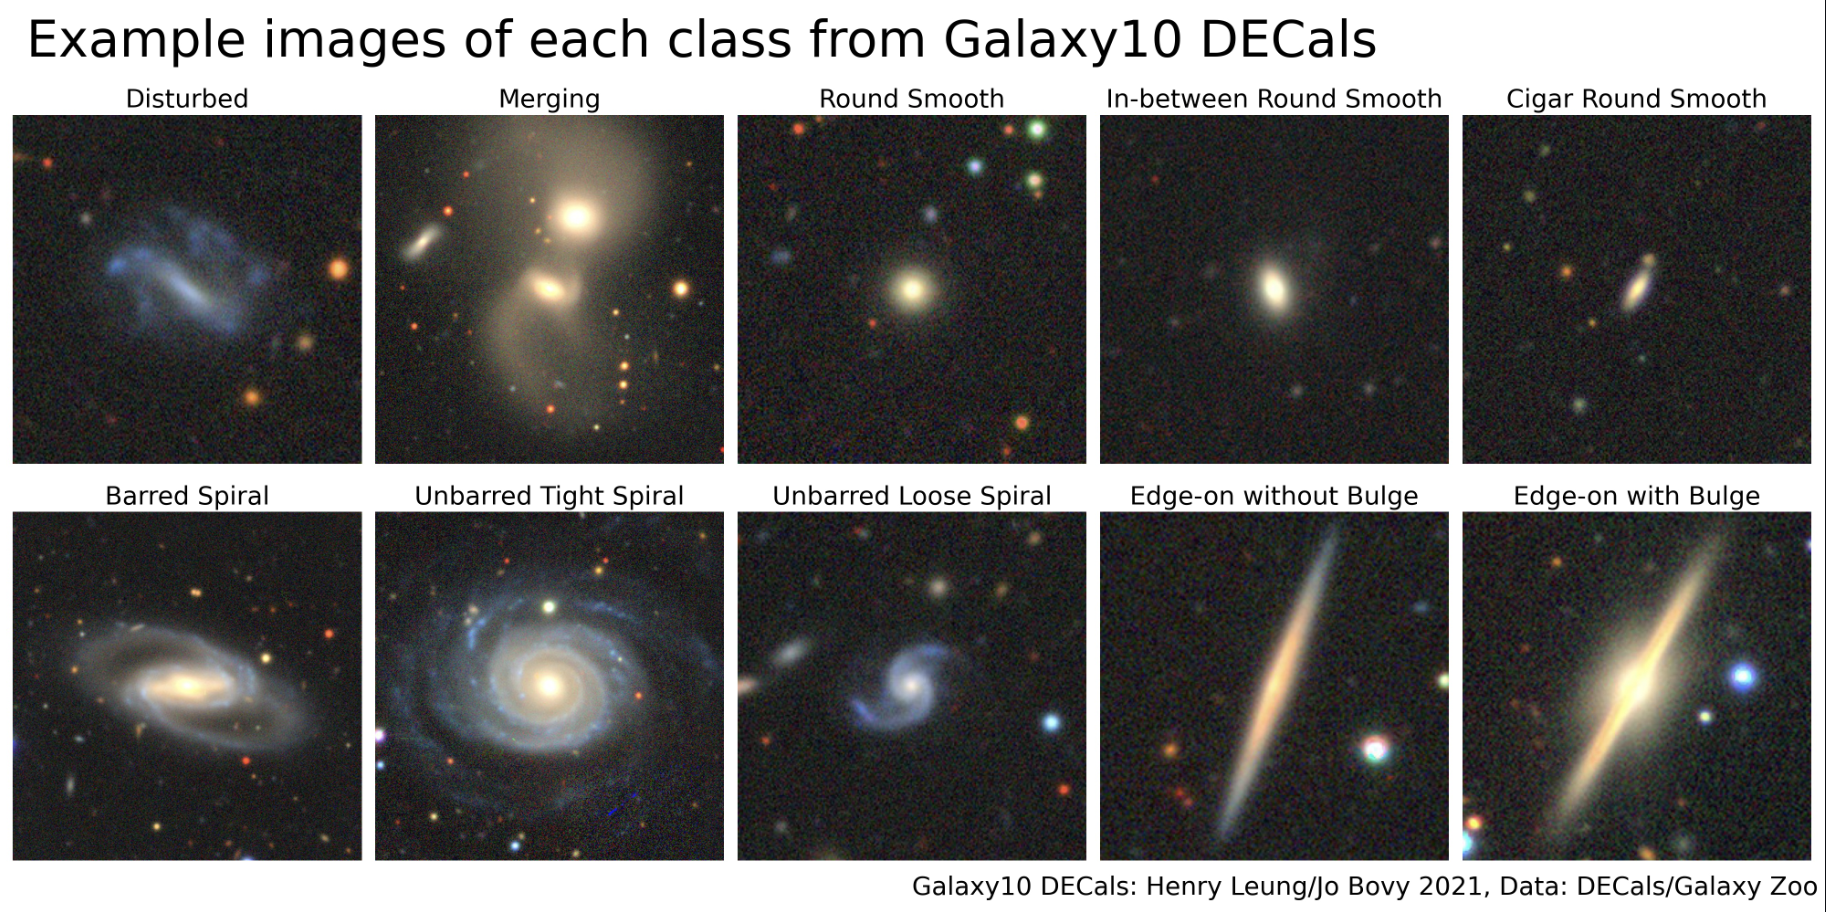 Example images of each class from Galaxy10 DECals
Disturbed
Merging
Round Smooth
In-between Round Smooth
Cigar Round Smooth
Barred Spiral
Unbarred Tight Spiral
Unbarred Loose Spiral
Edge-on without Bulge
Edge-on with Bulge
Galaxy10 DECals: Henry Leung/Jo Bovy 2021, Data: DECals/Galaxy Zoo